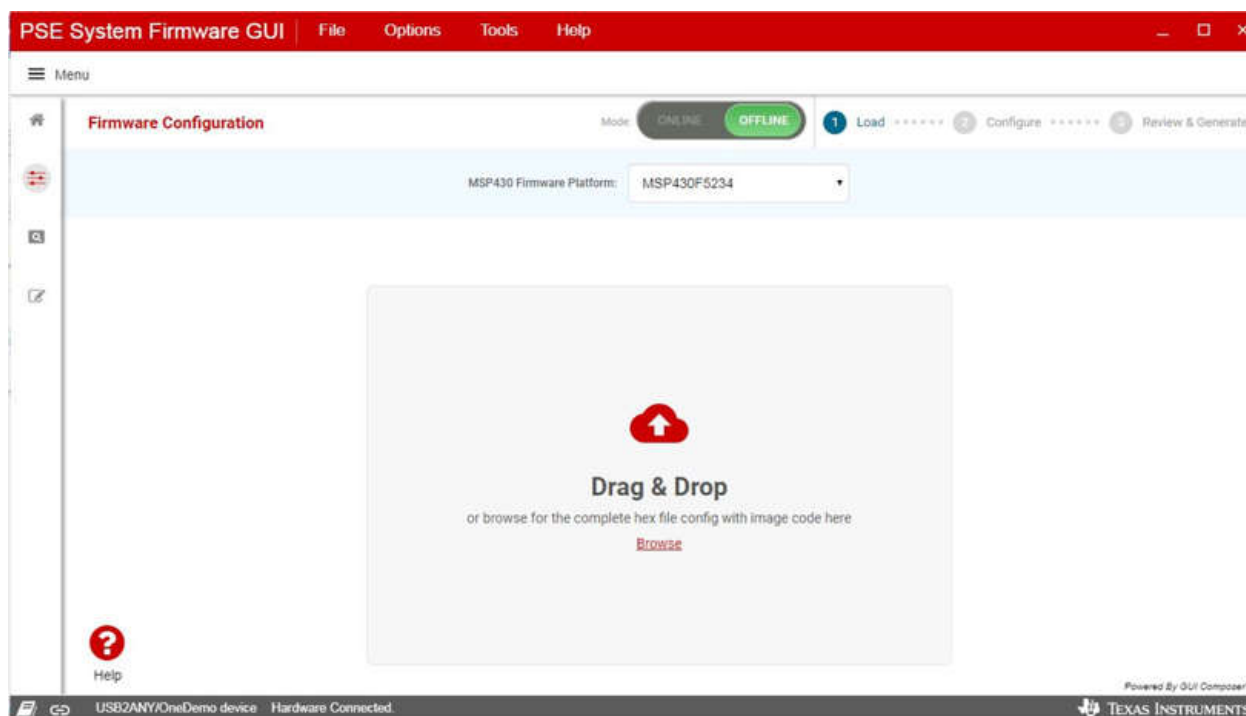 PSE System Firmware GUI File Options Tools Help
Menu
Firmware Configuration Mode ONLINE OFFLINE 1 Load 2 Configure 3 Review & Generate
MSP430 Firmware Platform: MSP430F5234
Drag & Drop
or browse for the complete hex file config with image code here
Browse
Help
Powered By GUI Composer
USB2ANY/OneDemo device Hardware Connected. TEXAS INSTRUMENTS